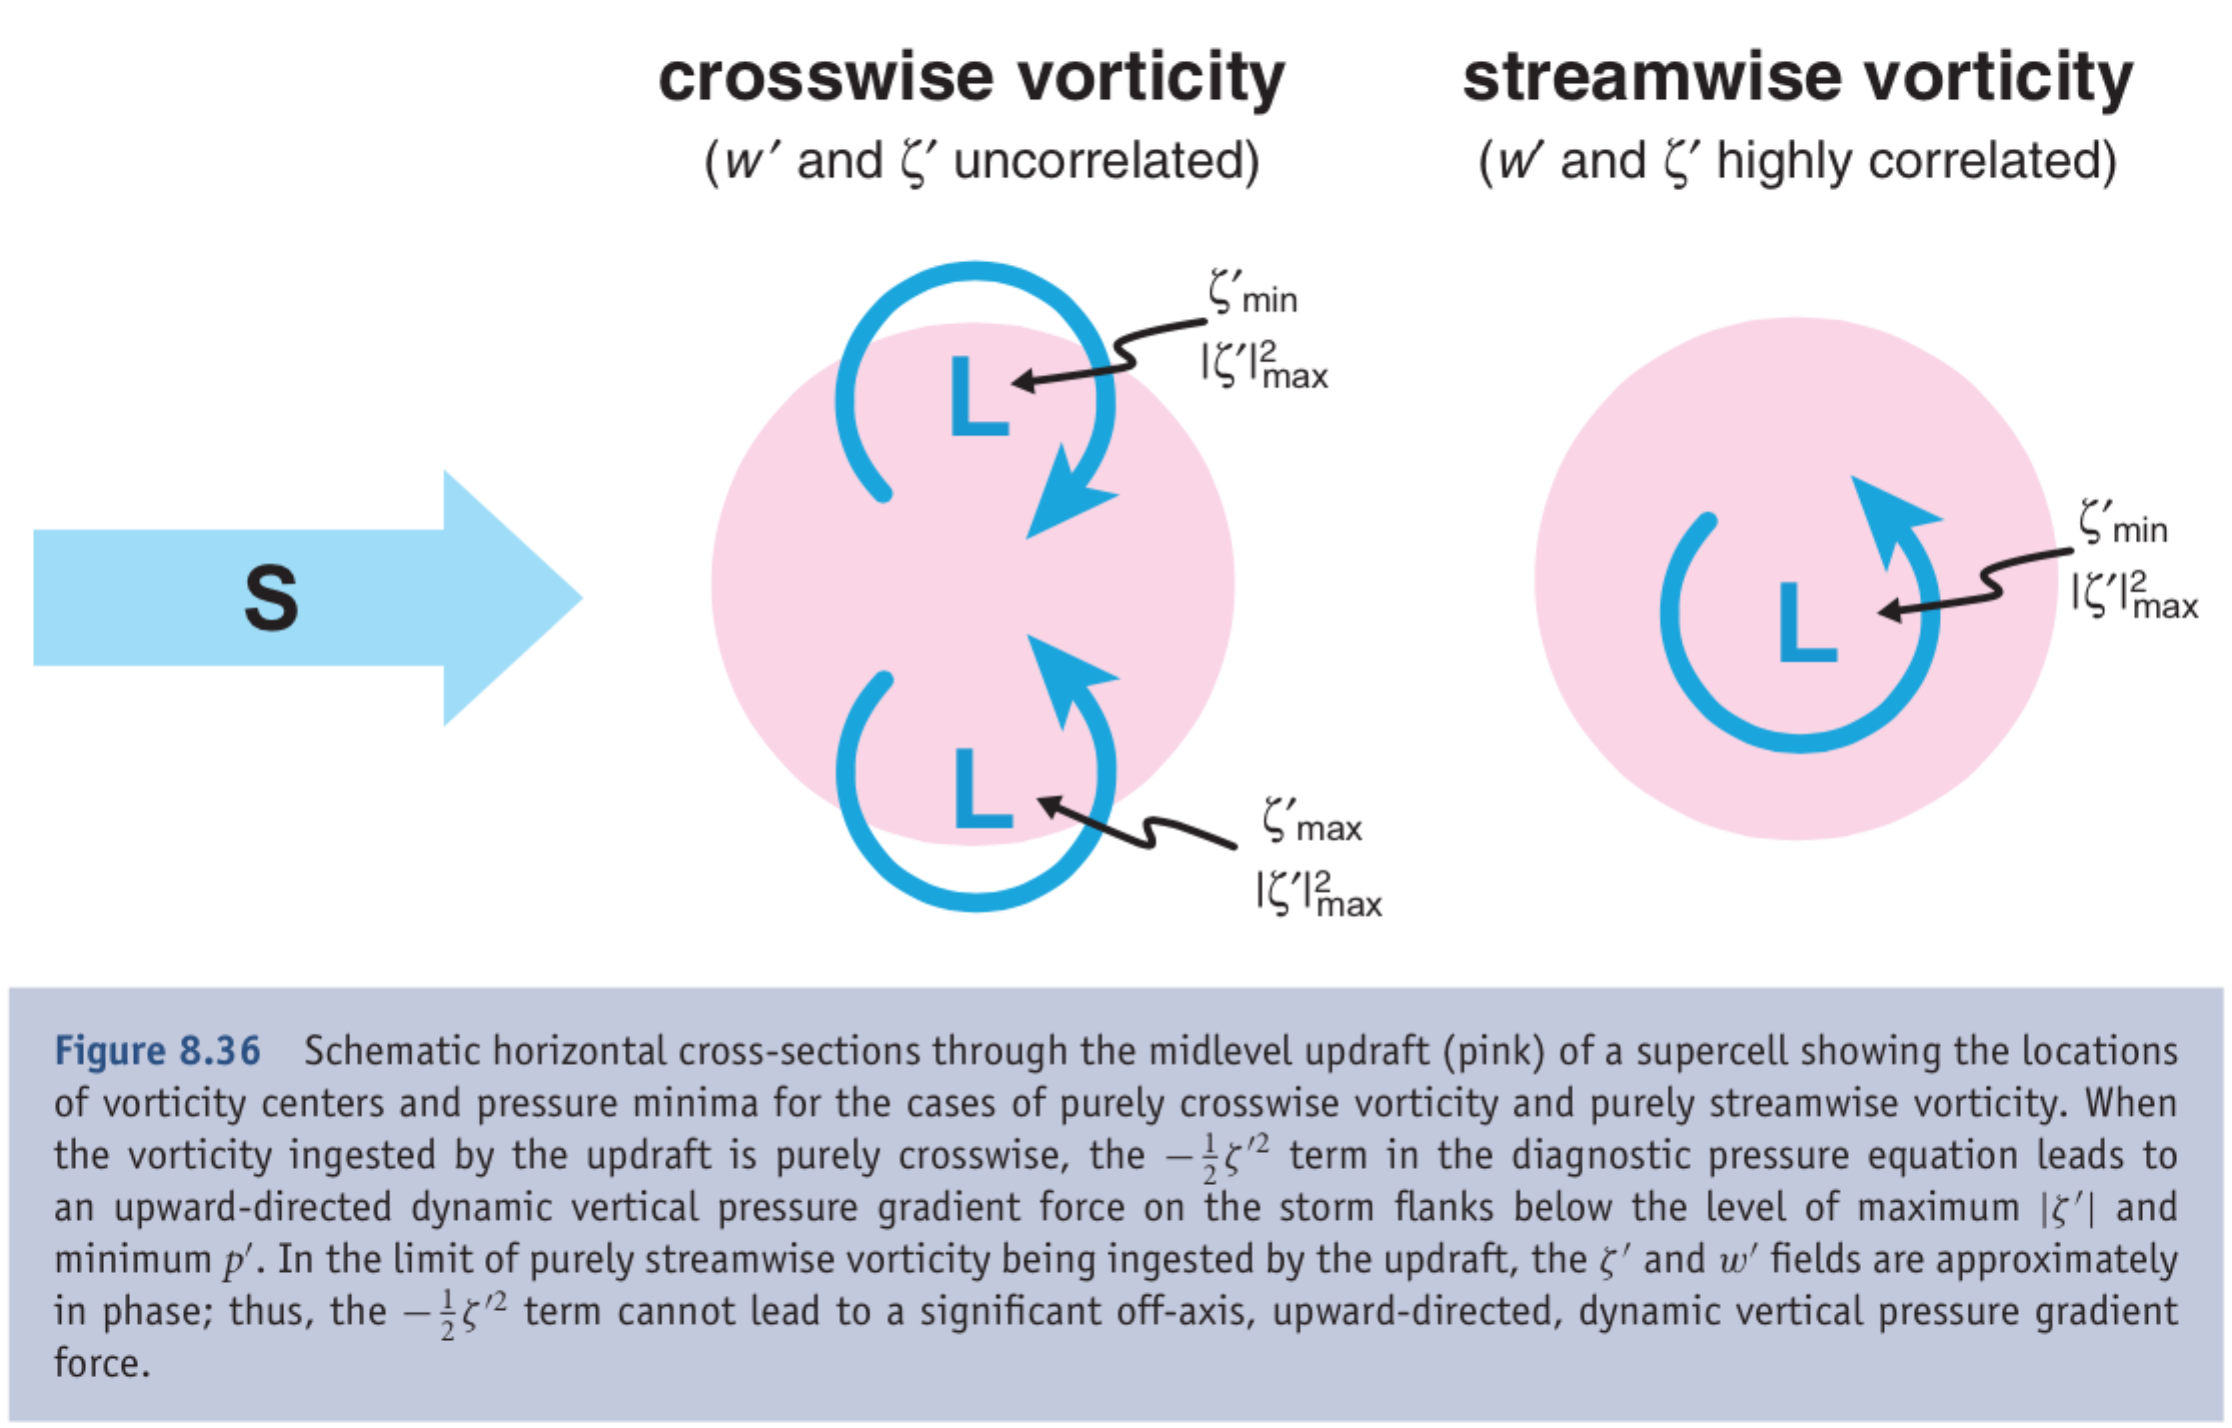 crosswise vorticity
(w′ and ζ′ uncorrelated)
streamwise vorticity
(w′ and ζ′ highly correlated)
ζ′min
|ζ′|²max
L
S
L
ζ′max
|ζ′|²max
ζ′min
|ζ′|²max
L
Figure 8.36 Schematic horizontal cross-sections through the midlevel updraft (pink) of a supercell showing the locations
of vorticity centers and pressure minima for the cases of purely crosswise vorticity and purely streamwise vorticity. When
the vorticity ingested by the updraft is purely crosswise, the −½ζ′² term in the diagnostic pressure equation leads to
an upward-directed dynamic vertical pressure gradient force on the storm flanks below the level of maximum |ζ′| and
minimum p′. In the limit of purely streamwise vorticity being ingested by the updraft, the ζ′ and w′ fields are approximately
in phase; thus, the −½ζ′² term cannot lead to a significant off-axis, upward-directed, dynamic vertical pressure gradient
force.